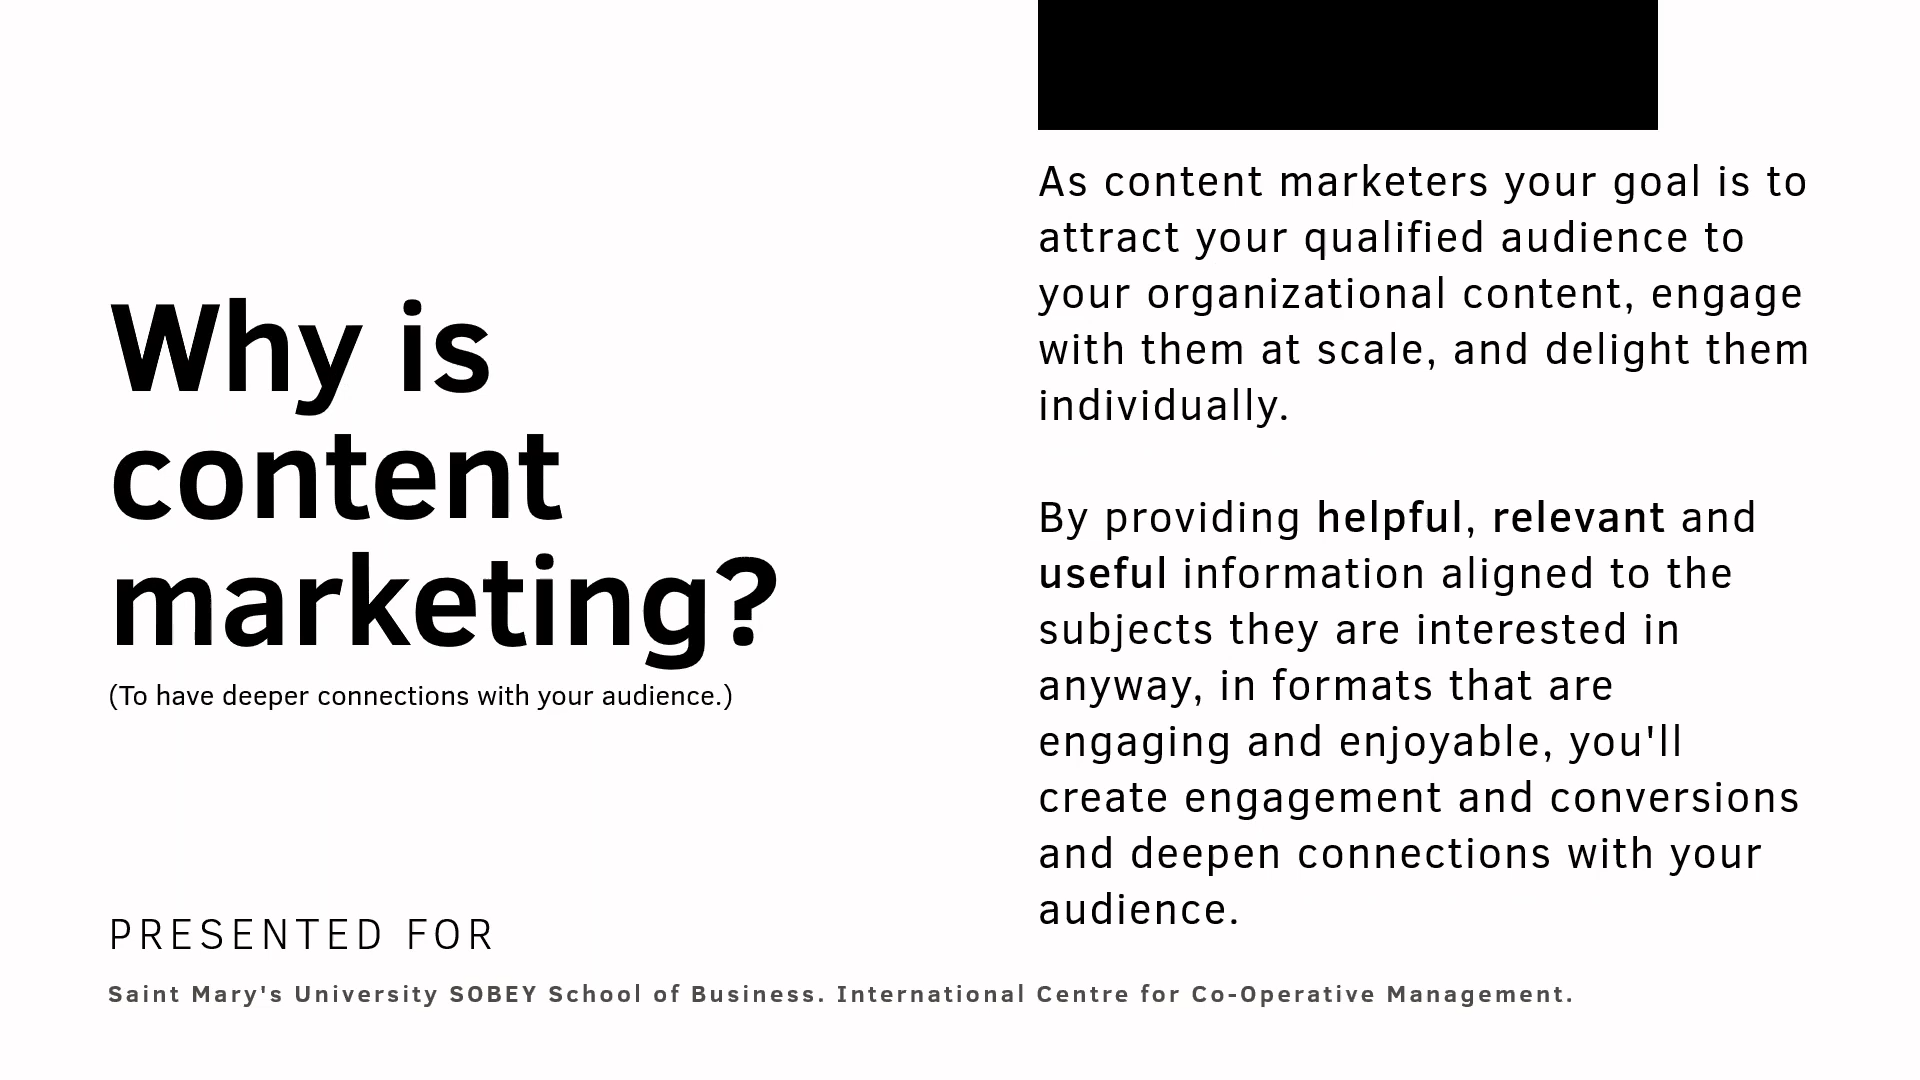 Why is
content
marketing?
(To have deeper connections with your audience.)
As content marketers your goal is to
attract your qualified audience to
your organizational content, engage
with them at scale, and delight them
individually.
By providing helpful, relevant and
useful information aligned to the
subjects they are interested in
anyway, in formats that are
engaging and enjoyable, you'll
create engagement and conversions
and deepen connections with your
audience.
PRESENTED FOR
Saint Mary's University SOBEY School of Business. International Centre for Co-Operative Management.